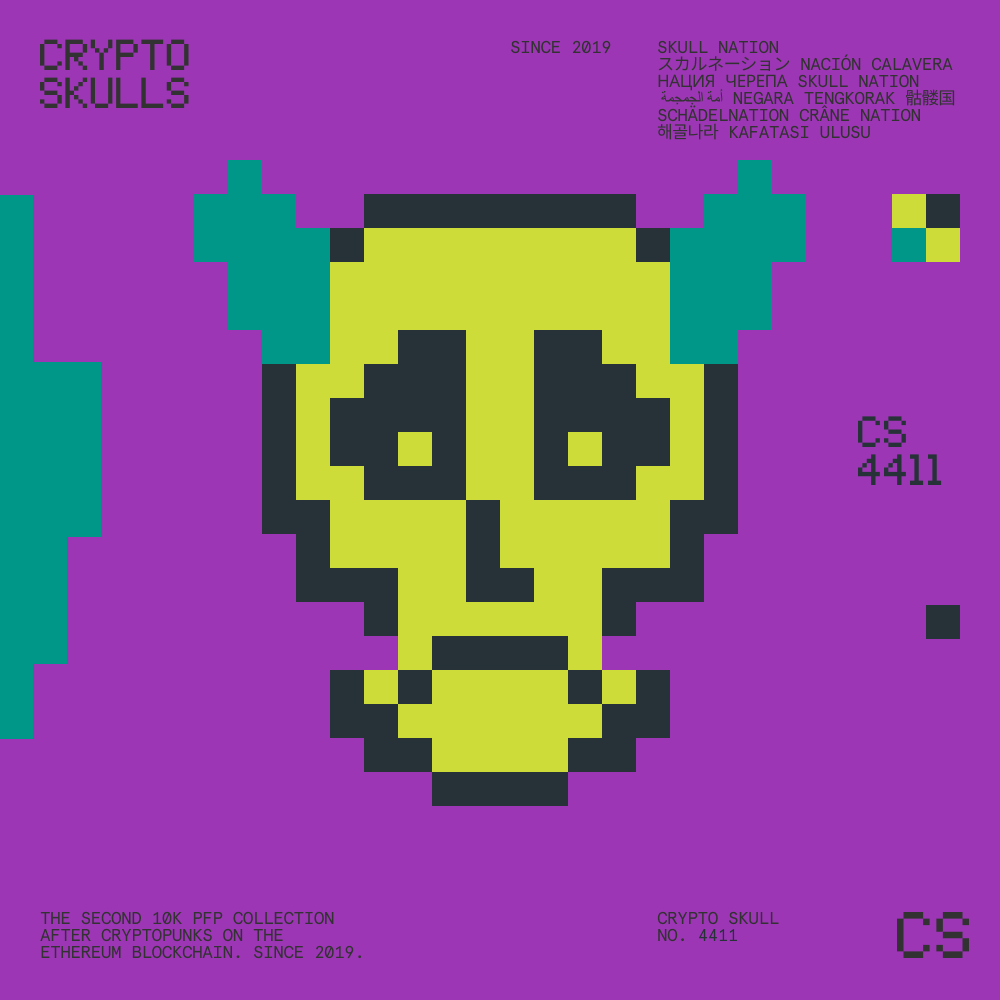 CRYPTO
SKULLS
SINCE 2019
SKULL NATION
スカルネーション NACIÓN CALAVERA
НАЦИЯ ЧЕРЕПА SKULL NATION
أمة الجمجمة NEGARA TENGKORAK 骷髅国
SCHÄDELNATION CRÂNE NATION
해골나라 KAFATASI ULUSU
CS
4411
THE SECOND 10K PFP COLLECTION
AFTER CRYPTOPUNKS ON THE
ETHEREUM BLOCKCHAIN. SINCE 2019.
CRYPTO SKULL
NO. 4411
CS